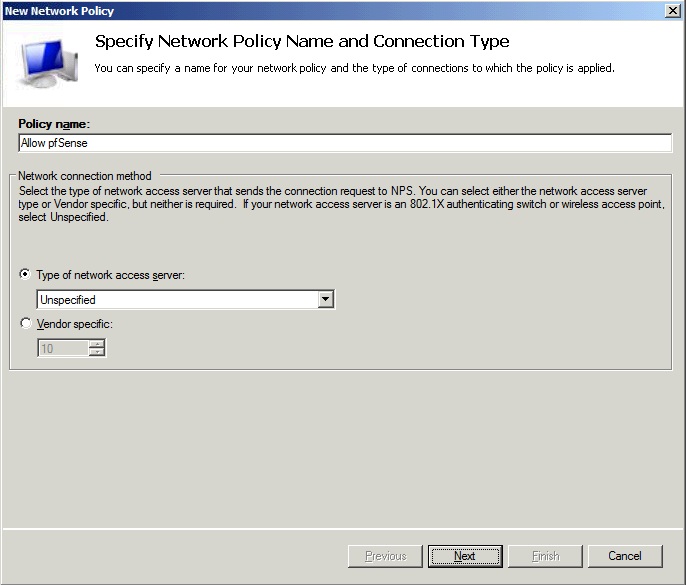 New Network Policy
Specify Network Policy Name and Connection Type
You can specify a name for your network policy and the type of connections to which the policy is applied.
Policy name:
Allow pfSense
Network connection method
Select the type of network access server that sends the connection request to NPS. You can select either the network access server
type or Vendor specific, but neither is required.  If your network access server is an 802.1X authenticating switch or wireless access point,
select Unspecified.
Type of network access server:
Unspecified
Vendor specific:
10
Previous Next Finish Cancel